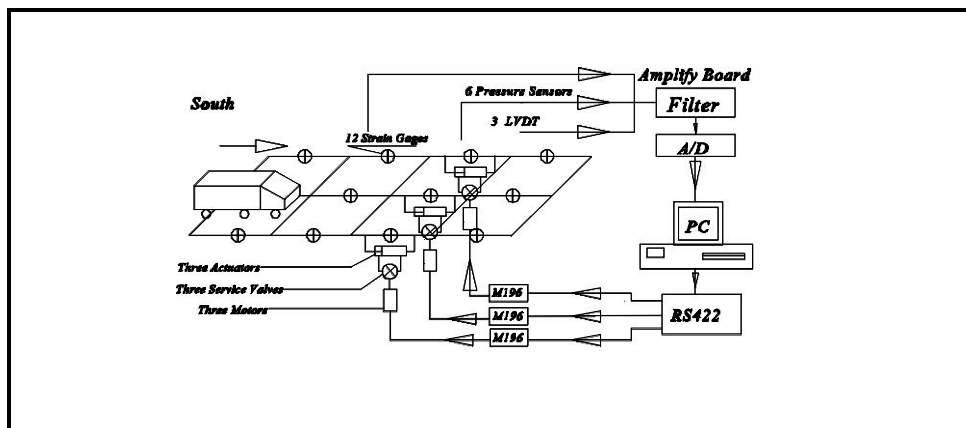 Amplify Board
6 Pressure Sensors
Filter
South
3 LVDT
12 Strain Gages
A/D
PC
Three Actuators
Three Service Valves
M196
Three Motors
M196
RS422
M196